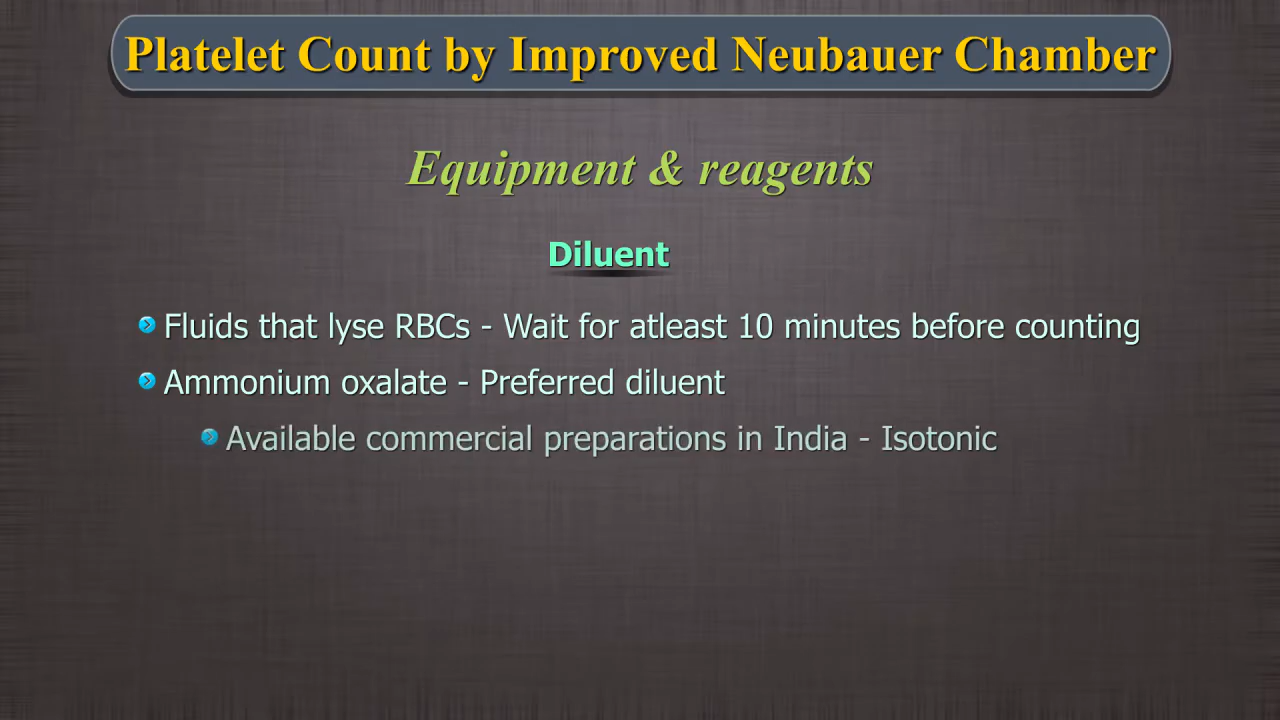 Platelet Count by Improved Neubauer Chamber
Equipment & reagents
Diluent
Fluids that lyse RBCs - Wait for atleast 10 minutes before counting
Ammonium oxalate - Preferred diluent
Available commercial preparations in India - Isotonic